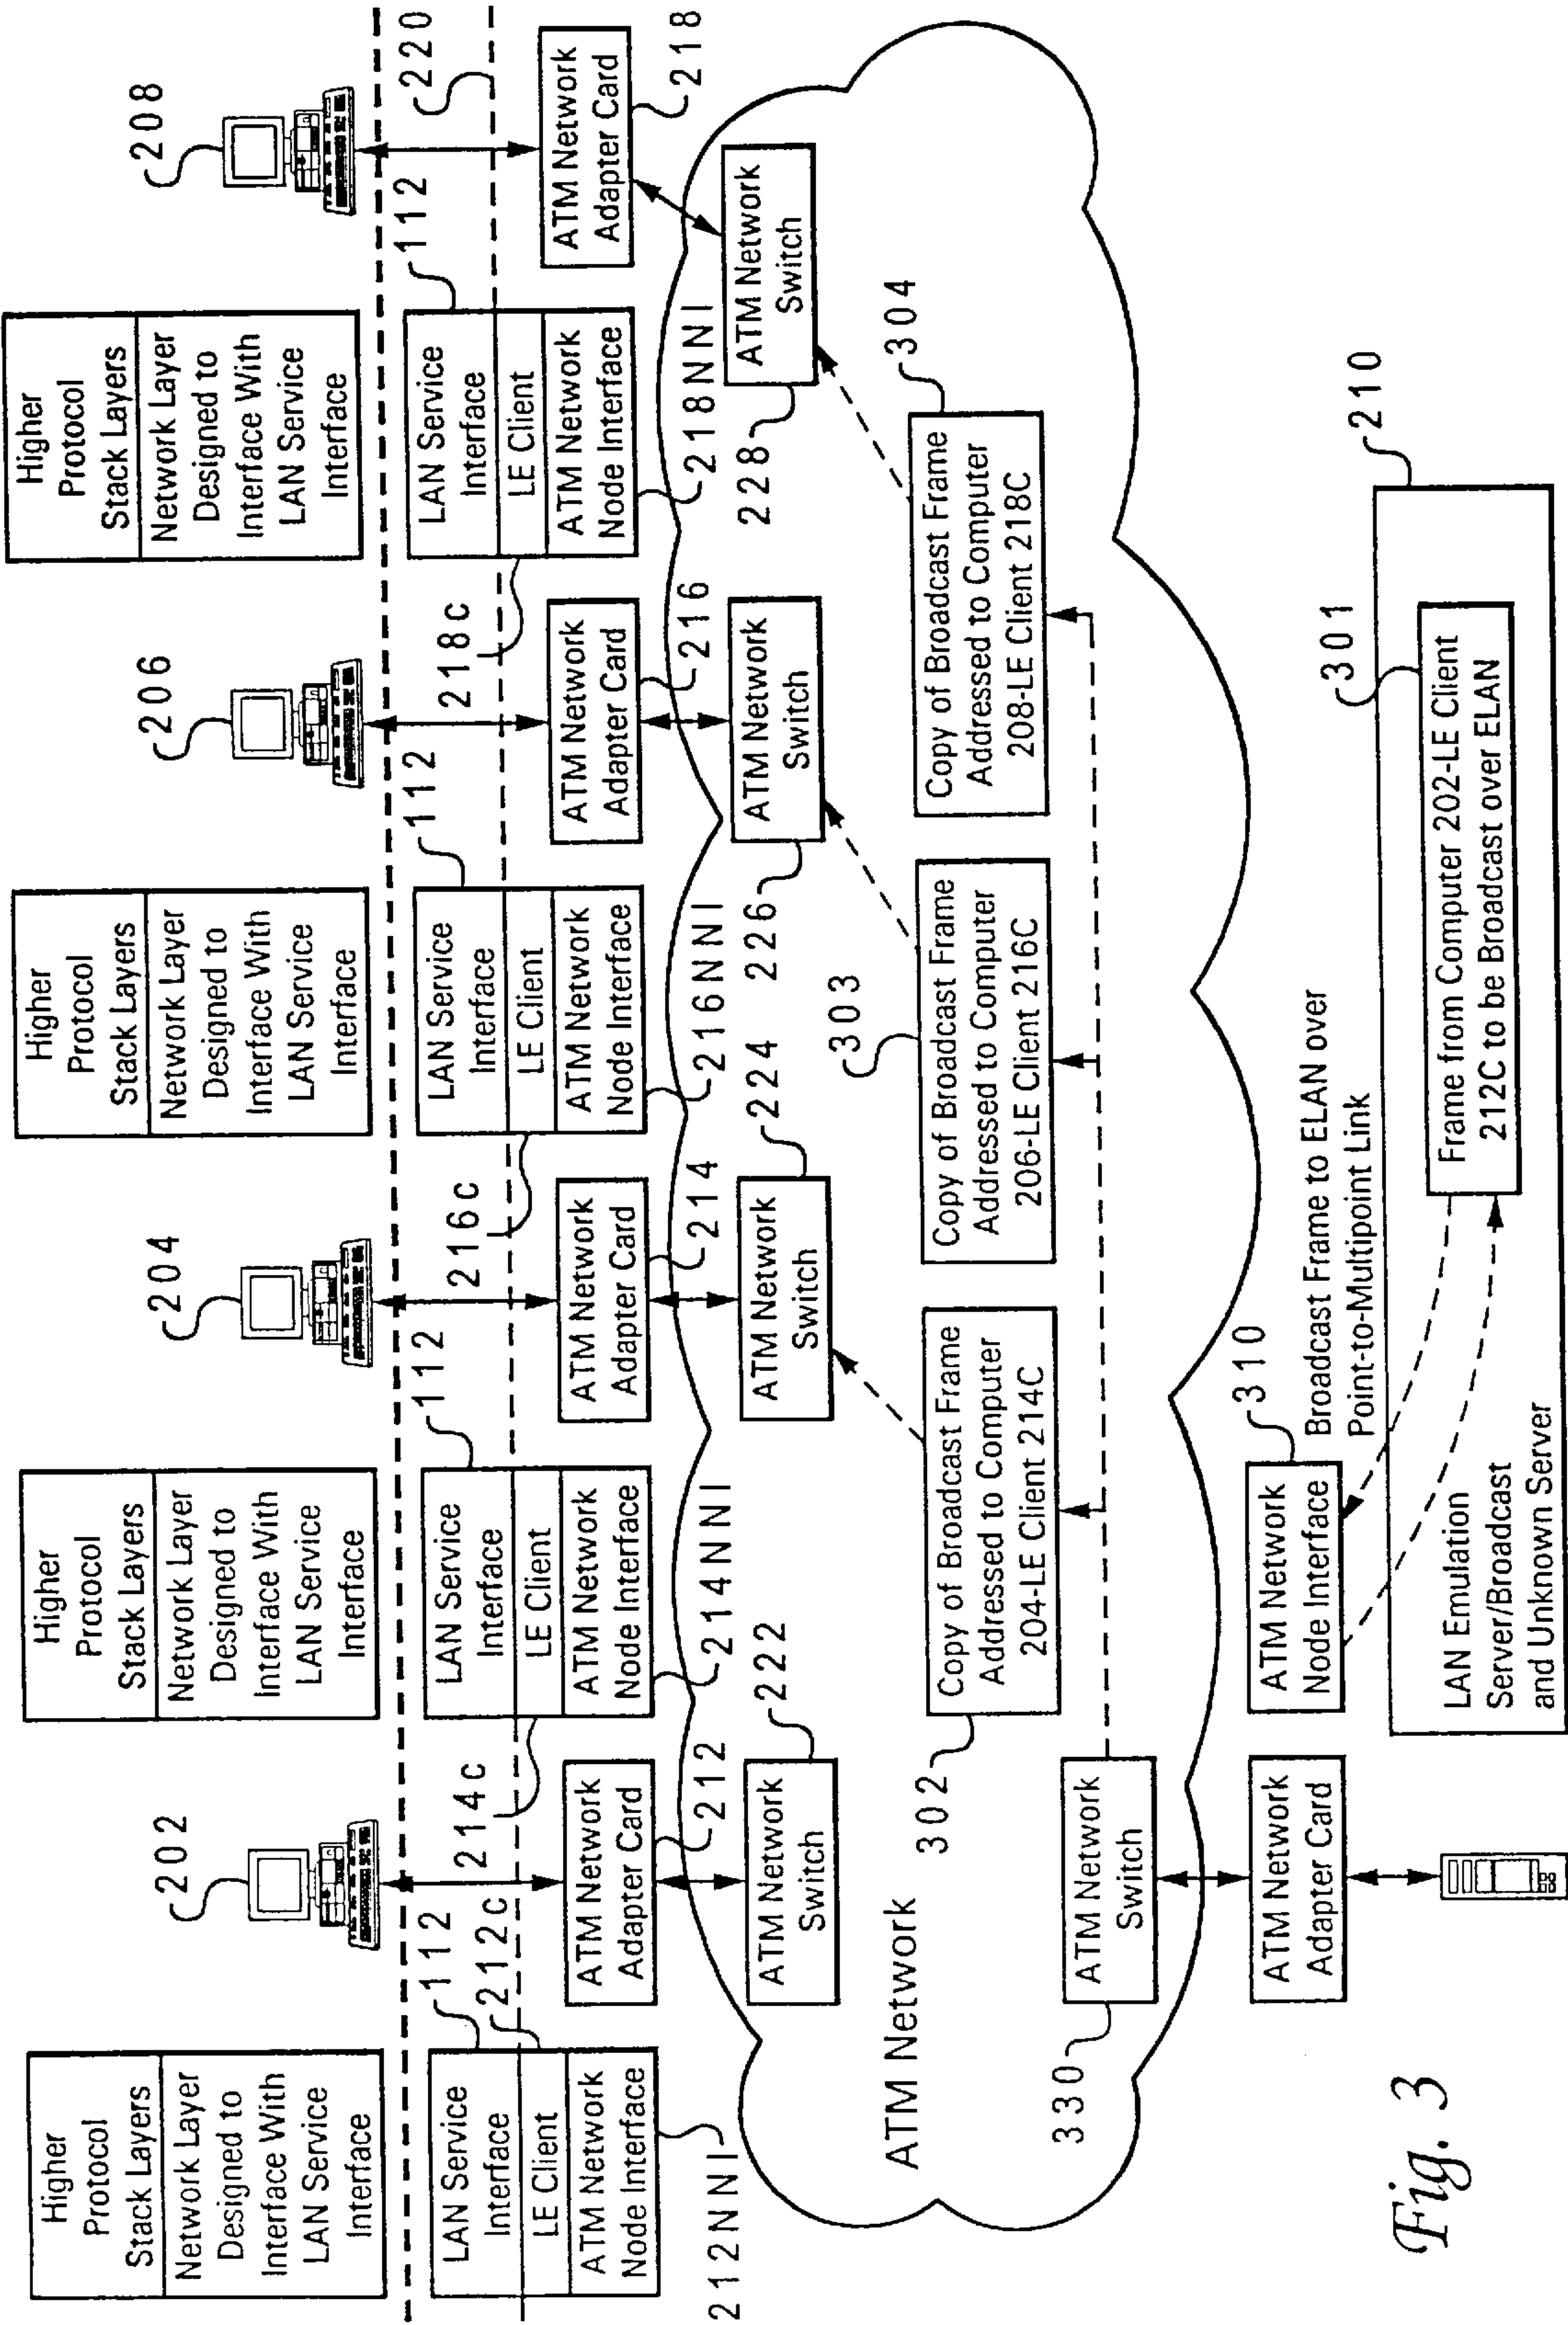 202
204
206
208
Higher
Protocol
Stack Layers
Network Layer
Designed to
Interface With
LAN Service
Interface
Higher
Protocol
Stack Layers
Network Layer
Designed to
Interface With
LAN Service
Interface
Higher
Protocol
Stack Layers
Network Layer
Designed to
Interface With
LAN Service
Interface
Higher
Protocol
Stack Layers
Network Layer
Designed to
Interface With
LAN Service
Interface
112
212c
214c
112
216c
112
218c
112
220
LAN Service
Interface
LE Client
ATM Network
Node Interface
ATM Network
Adapter Card
LAN Service
Interface
LE Client
ATM Network
Node Interface
ATM Network
Adapter Card
LAN Service
Interface
LE Client
ATM Network
Node Interface
ATM Network
Adapter Card
LAN Service
Interface
LE Client
ATM Network
Node Interface
ATM Network
Adapter Card
212NNI
212
214NNI
214
216NNI
216
218NNI
218
ATM Network
Switch
222
ATM Network
Switch
224
ATM Network
Switch
226
ATM Network
Switch
228
ATM Network
302
Copy of Broadcast Frame
Addressed to Computer
204-LE Client 214C
303
Copy of Broadcast Frame
Addressed to Computer
206-LE Client 216C
304
Copy of Broadcast Frame
Addressed to Computer
208-LE Client 218C
330
ATM Network
Switch
ATM Network
Adapter Card
ATM Network
Node Interface
310
Broadcast Frame to ELAN over
Point-to-Multipoint Link
301
210
LAN Emulation
Server/Broadcast
and Unknown Server
Frame from Computer 202-LE Client
212C to be Broadcast over ELAN
Fig. 3